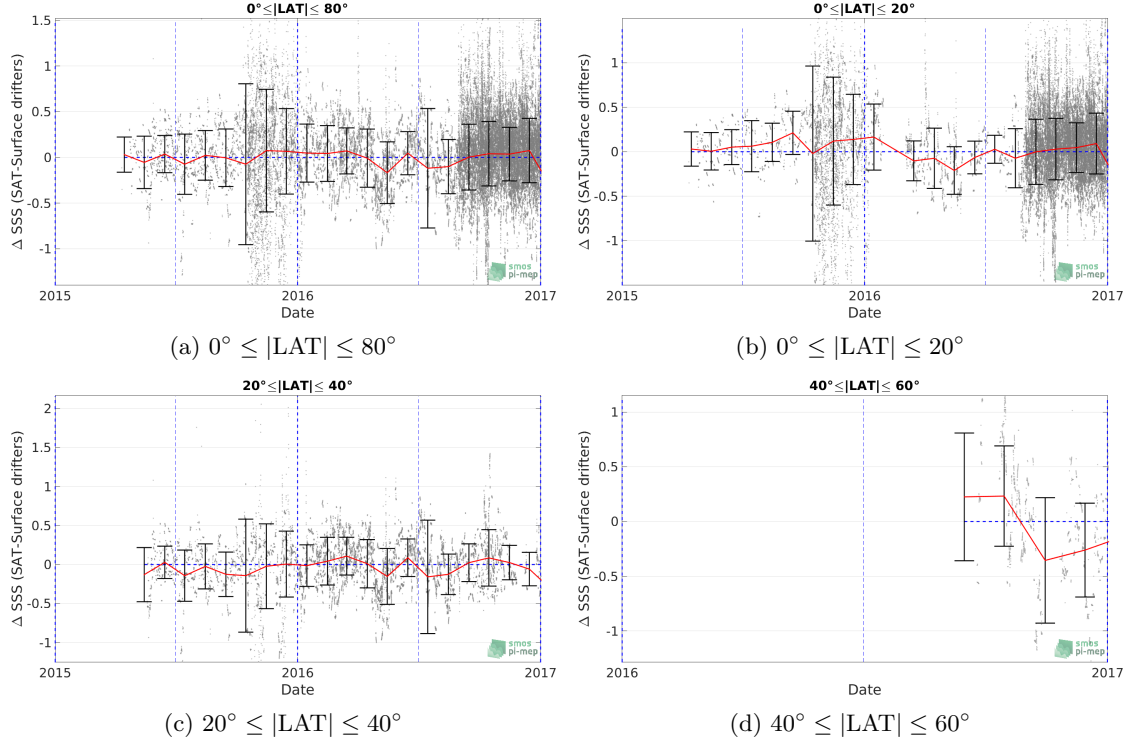 0°≤|LAT|≤ 80°
Δ SSS (SAT-Surface drifters)
1.5
1
0.5
0
-0.5
-1
smos
pi-mep
2015
2016
2017
Date
(a) 0° ≤ |LAT| ≤ 80°
0°≤|LAT|≤ 20°
Δ SSS (SAT-Surface drifters)
1.5
1
0.5
0
-0.5
-1
smos
pi-mep
2015
2016
2017
Date
(b) 0° ≤ |LAT| ≤ 20°
20°≤|LAT|≤ 40°
Δ SSS (SAT-Surface drifters)
2
1.5
1
0.5
0
-0.5
-1
smos
pi-mep
2015
2016
2017
Date
(c) 20° ≤ |LAT| ≤ 40°
40°≤|LAT|≤ 60°
Δ SSS (SAT-Surface drifters)
1
0.5
0
-0.5
-1
smos
pi-mep
2016
2017
Date
(d) 40° ≤ |LAT| ≤ 60°